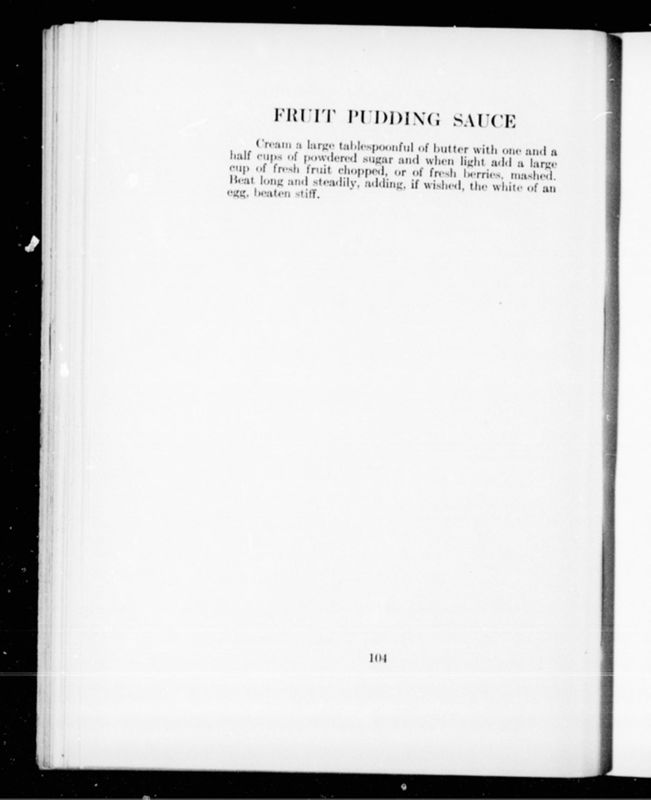 FRUIT PUDDING SAUCE
Cream a large tablespoonful of butter with one and a
half cups of powdered sugar and when light add a large
cup of fresh fruit chopped, or of fresh berries, mashed.
Beat long and steadily, adding, if wished, the white of an
egg, beaten stiff.
104